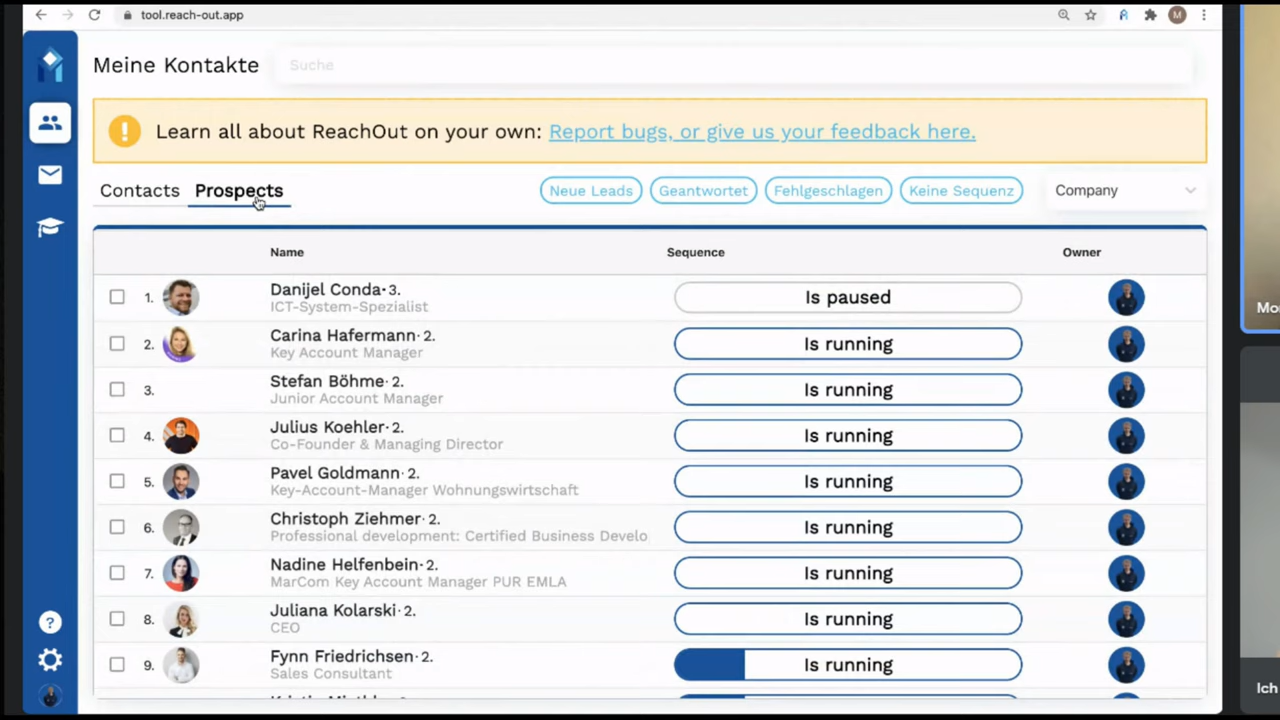 tool.reach-out.app
M
Meine Kontakte
Suche
Learn all about ReachOut on your own: Report bugs, or give us your feedback here.
Contacts Prospects Neue Leads Geantwortet Fehlgeschlagen Keine Sequenz Company
Name Sequence Owner
1. Danijel Conda· 3. Is paused
ICT-System-Spezialist
2. Carina Hafermann· 2. Is running
Key Account Manager
3. Stefan Böhme· 2. Is running
Junior Account Manager
4. Julius Koehler· 2. Is running
Co-Founder & Managing Director
5. Pavel Goldmann· 2. Is running
Key-Account-Manager Wohnungswirtschaft
6. Christoph Ziehmer· 2. Is running
Professional development: Certified Business Develo
7. Nadine Helfenbein· 2. Is running
MarCom Key Account Manager PUR EMLA
8. Juliana Kolarski· 2. Is running
CEO
9. Fynn Friedrichsen· 2. Is running
Sales Consultant
Mo
Ich